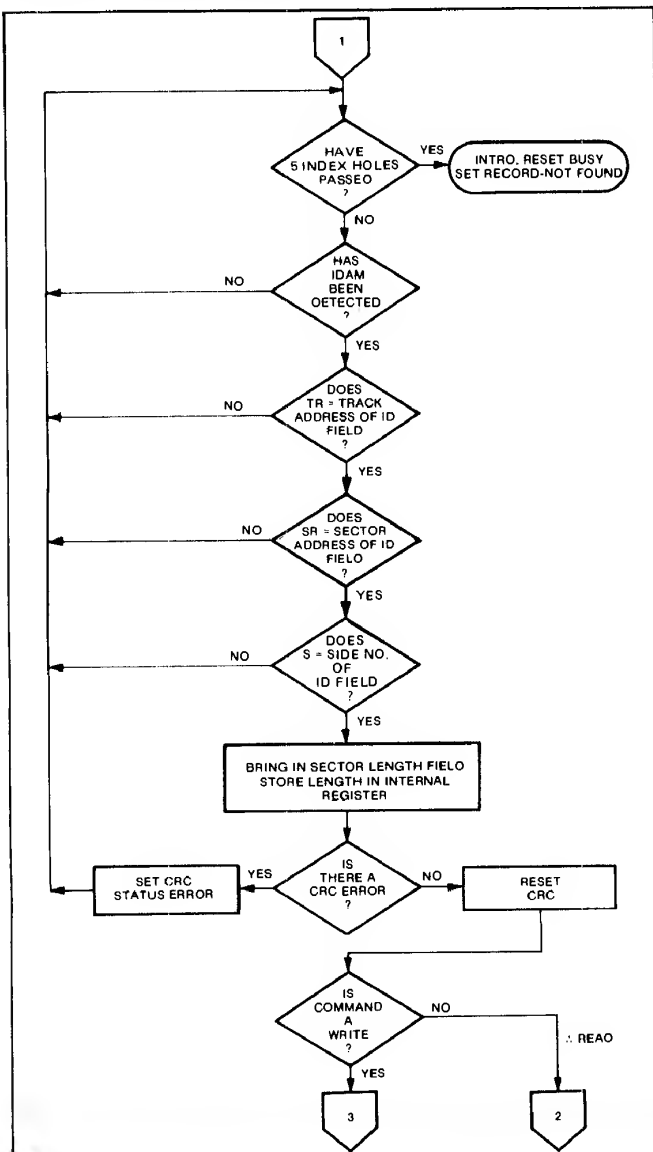 1
HAVE
5 INDEX HOLES
PASSEO
?
YES
INTRO. RESET BUSY
SET RECORD-NOT FOUND
NO
HAS
IDAM
BEEN
OETECTED
?
NO
YES
DOES
TR = TRACK
ADDRESS OF ID
FIELD
?
NO
YES
DOES
SR = SECTOR
ADDRESS OF ID
FIELO
?
NO
YES
DOES
S = SIDE NO.
OF
ID FIELD
?
NO
YES
BRING IN SECTOR LENGTH FIELD
STORE LENGTH IN INTERNAL
REGISTER
IS
THERE A
CRC ERROR
?
YES
SET CRC
STATUS ERROR
NO
RESET
CRC
IS
COMMAND
A
WRITE
?
NO
∴ REAO
YES
3
2